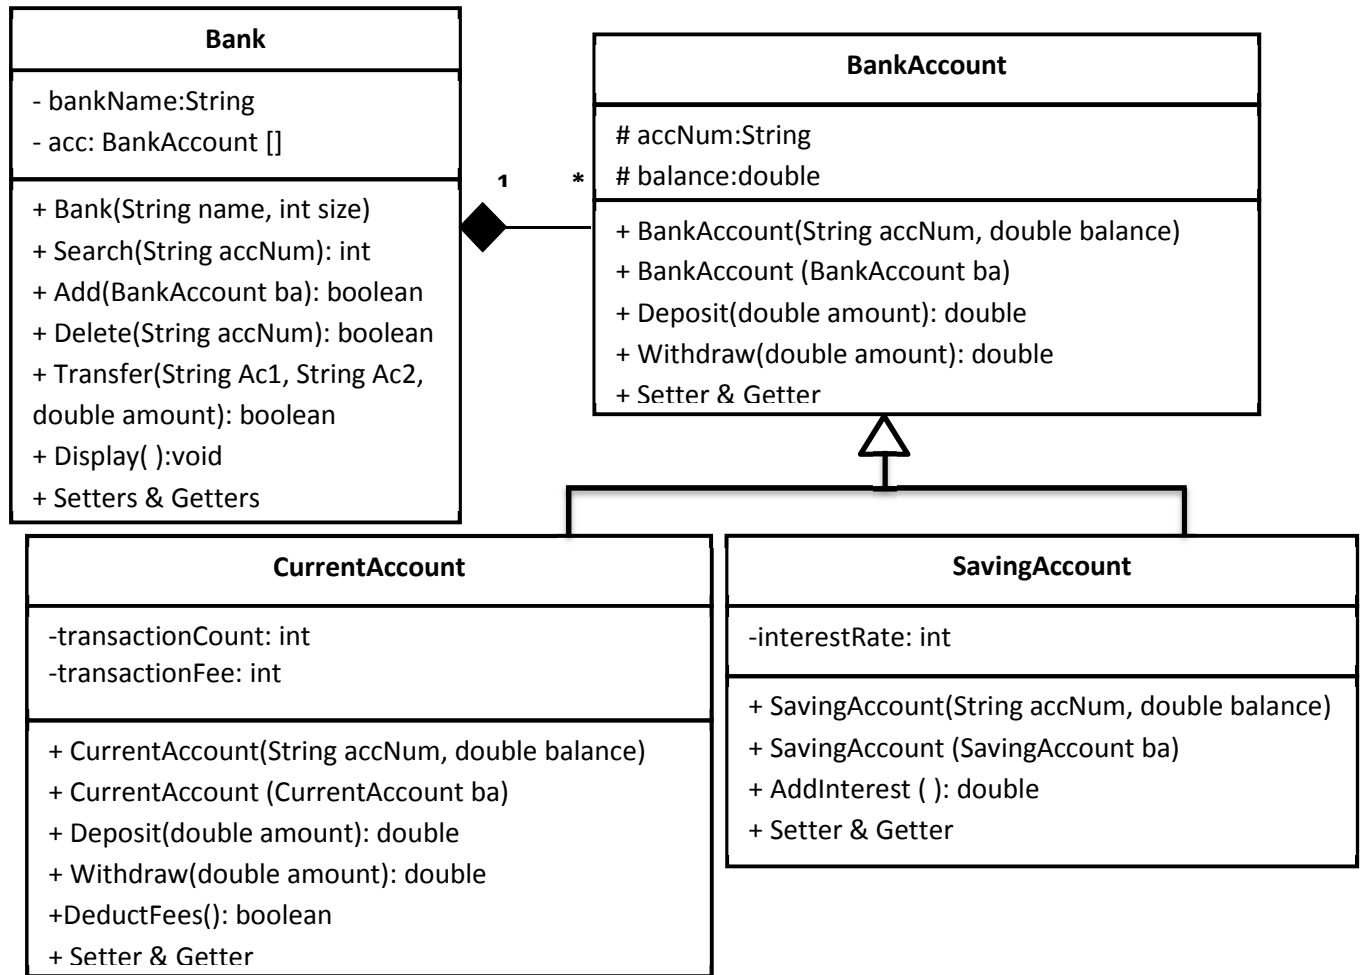 Bank
- bankName:String
- acc: BankAccount []
+ Bank(String name, int size)
+ Search(String accNum): int
+ Add(BankAccount ba): boolean
+ Delete(String accNum): boolean
+ Transfer(String Ac1, String Ac2,
double amount): boolean
+ Display( ):void
+ Setters & Getters
1 *
BankAccount
# accNum:String
# balance:double
+ BankAccount(String accNum, double balance)
+ BankAccount (BankAccount ba)
+ Deposit(double amount): double
+ Withdraw(double amount): double
+ Setter & Getter
CurrentAccount
-transactionCount: int
-transactionFee: int
+ CurrentAccount(String accNum, double balance)
+ CurrentAccount (CurrentAccount ba)
+ Deposit(double amount): double
+ Withdraw(double amount): double
+DeductFees(): boolean
+ Setter & Getter
SavingAccount
-interestRate: int
+ SavingAccount(String accNum, double balance)
+ SavingAccount (SavingAccount ba)
+ AddInterest ( ): double
+ Setter & Getter